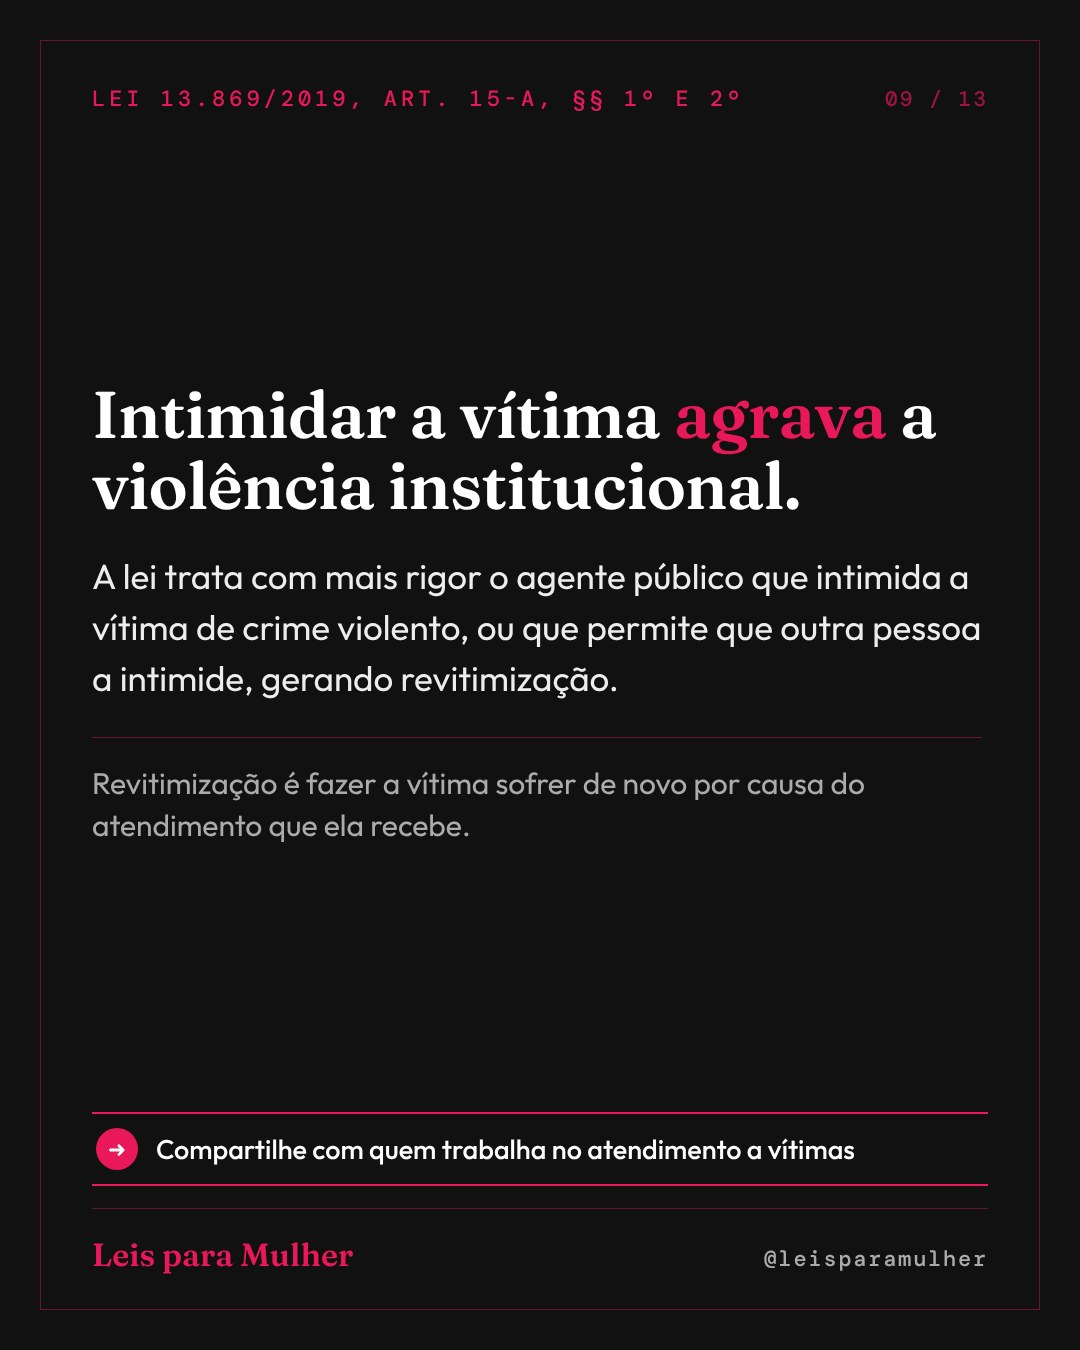 LEI 13.869/2019, ART. 15-A, §§ 1º E 2º
09 / 13
Intimidar a vítima agrava a
violência institucional.
A lei trata com mais rigor o agente público que intimida a
vítima de crime violento, ou que permite que outra pessoa
a intimide, gerando revitimização.
Revitimização é fazer a vítima sofrer de novo por causa do
atendimento que ela recebe.
Compartilhe com quem trabalha no atendimento a vítimas
Leis para Mulher
@leisparamulher